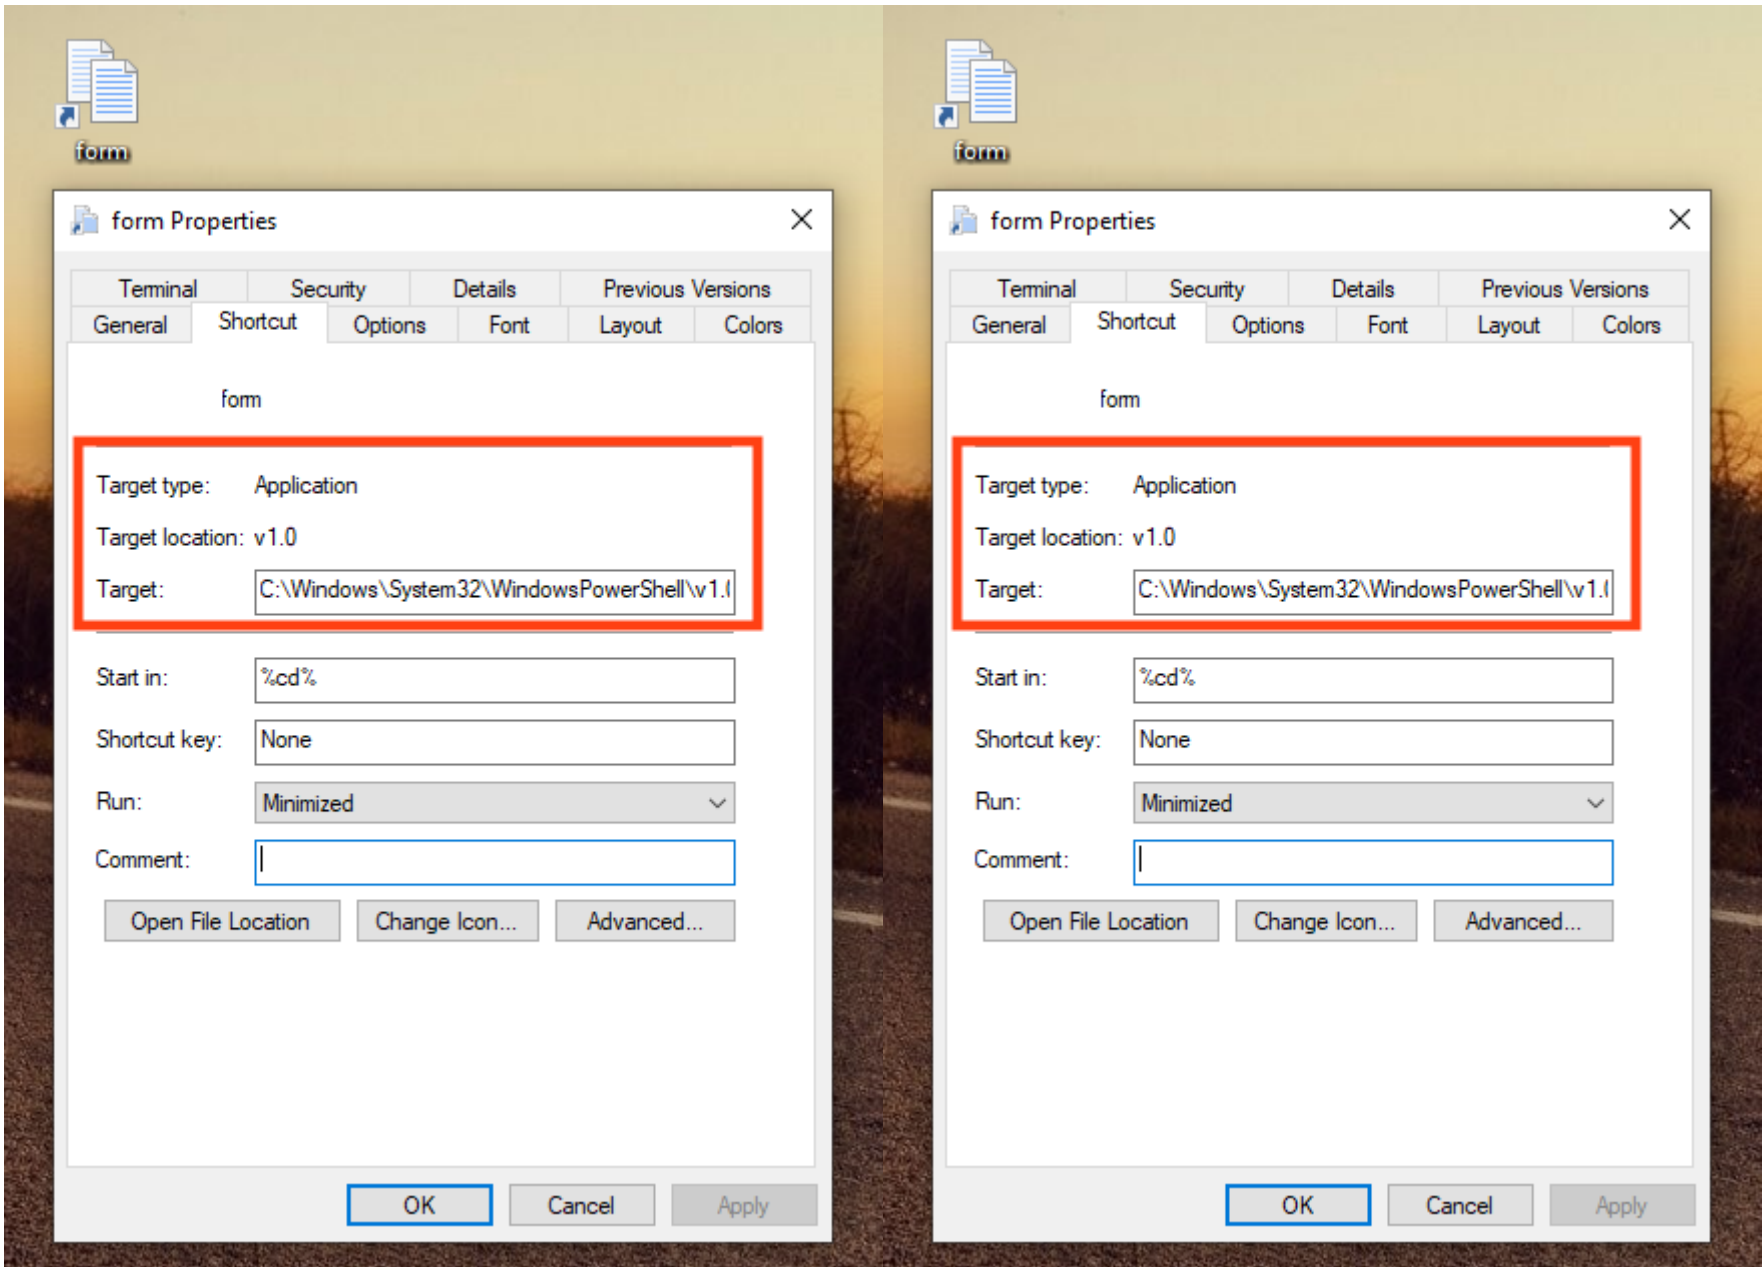 form
form Properties
Terminal Security Details Previous Versions
General Shortcut Options Font Layout Colors
form
Target type: Application
Target location: v1.0
Target: C:\Windows\System32\WindowsPowerShell\v1.0
Start in: %cd%
Shortcut key: None
Run: Minimized
Comment:
Open File Location Change Icon... Advanced...
OK Cancel Apply
form
form Properties
Terminal Security Details Previous Versions
General Shortcut Options Font Layout Colors
form
Target type: Application
Target location: v1.0
Target: C:\Windows\System32\WindowsPowerShell\v1.0
Start in: %cd%
Shortcut key: None
Run: Minimized
Comment:
Open File Location Change Icon... Advanced...
OK Cancel Apply